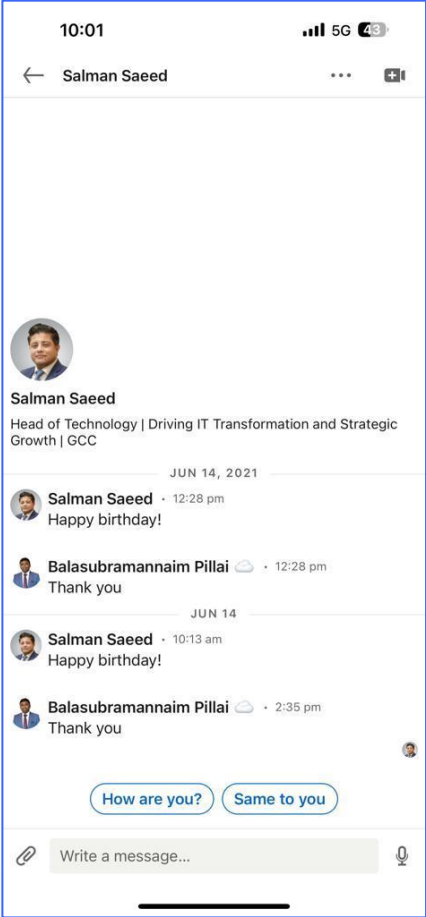 10:01
5G 43
Salman Saeed
Salman Saeed
Head of Technology | Driving IT Transformation and Strategic
Growth | GCC
JUN 14, 2021
Salman Saeed • 12:28 pm
Happy birthday!
Balasubramannaim Pillai ☁️ • 12:28 pm
Thank you
JUN 14
Salman Saeed • 10:13 am
Happy birthday!
Balasubramannaim Pillai ☁️ • 2:35 pm
Thank you
How are you? Same to you
Write a message...